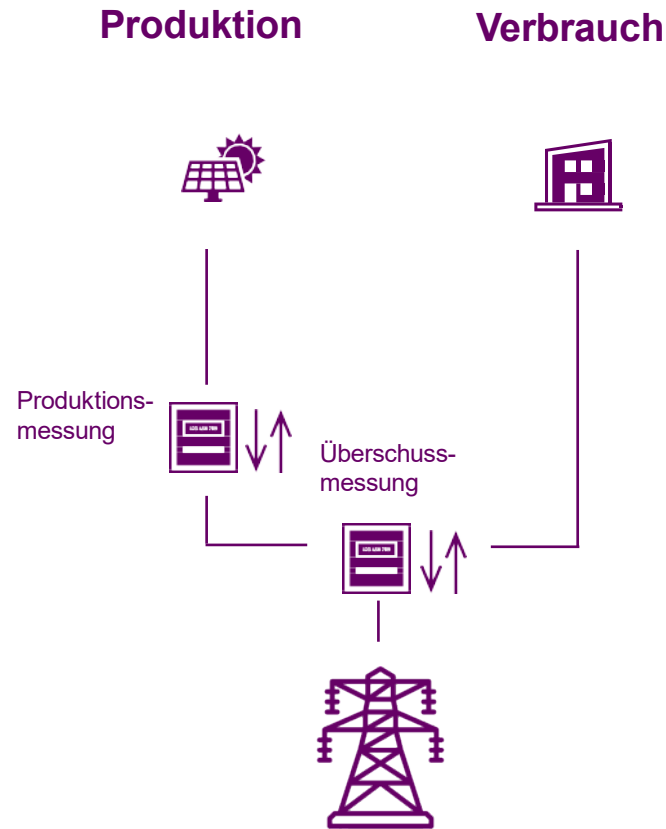 Produktion
Verbrauch
Produktions-
messung
Überschuss-
messung